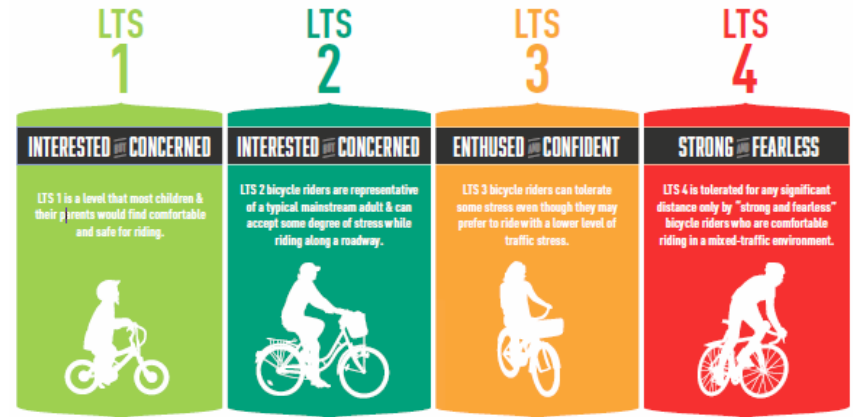 LTS
1
INTERESTED BUT CONCERNED
LTS 1 is a level that most children &
their parents would find comfortable
and safe for riding.
LTS
2
INTERESTED BUT CONCERNED
LTS 2 bicycle riders are representative
of a typical mainstream adult & can
accept some degree of stress while
riding along a roadway.
LTS
3
ENTHUSED AND CONFIDENT
LTS 3 bicycle riders can tolerate
some stress even though they may
prefer to ride with a lower level of
traffic stress.
LTS
4
STRONG AND FEARLESS
LTS 4 is tolerated for any significant
distance only by "strong and fearless"
bicycle riders who are comfortable
riding in a mixed-traffic environment.